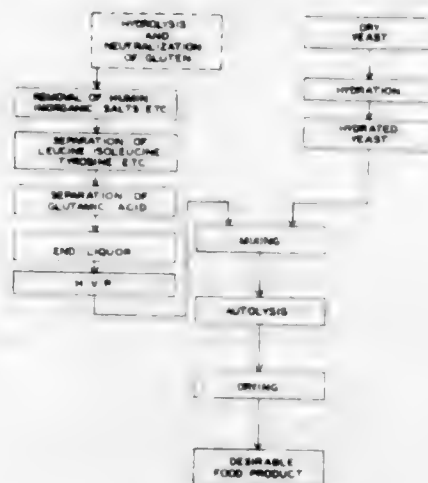 HYDROLYSIS
AND
NEUTRALIZATION
OF GLUTEN
REMOVAL OF HUMIN
INORGANIC SALTS ETC
SEPARATION OF
LEUCINE ISOLEUCINE
TYROSINE ETC
SEPARATION OF
GLUTAMIC ACID
END LIQUOR
H V P
DRY
YEAST
HYDRATION
HYDRATED
YEAST
MIXING
AUTOLYSIS
DRYING
DESIRABLE
FOOD PRODUCT